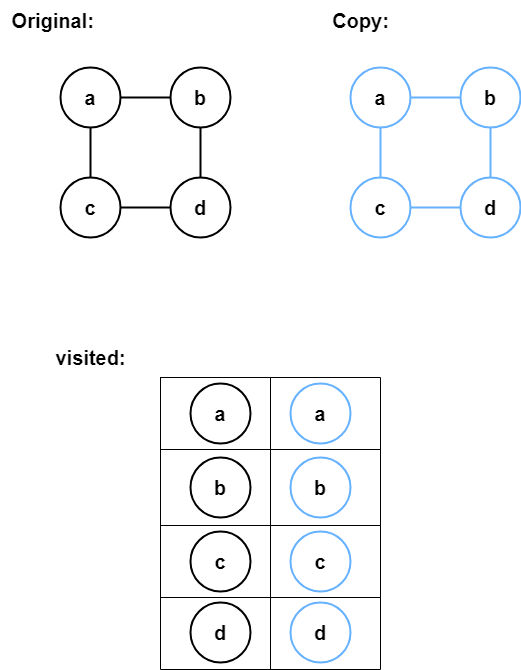 Original: Copy:
a b a b
c d c d
visited:
a a
b b
c c
d d